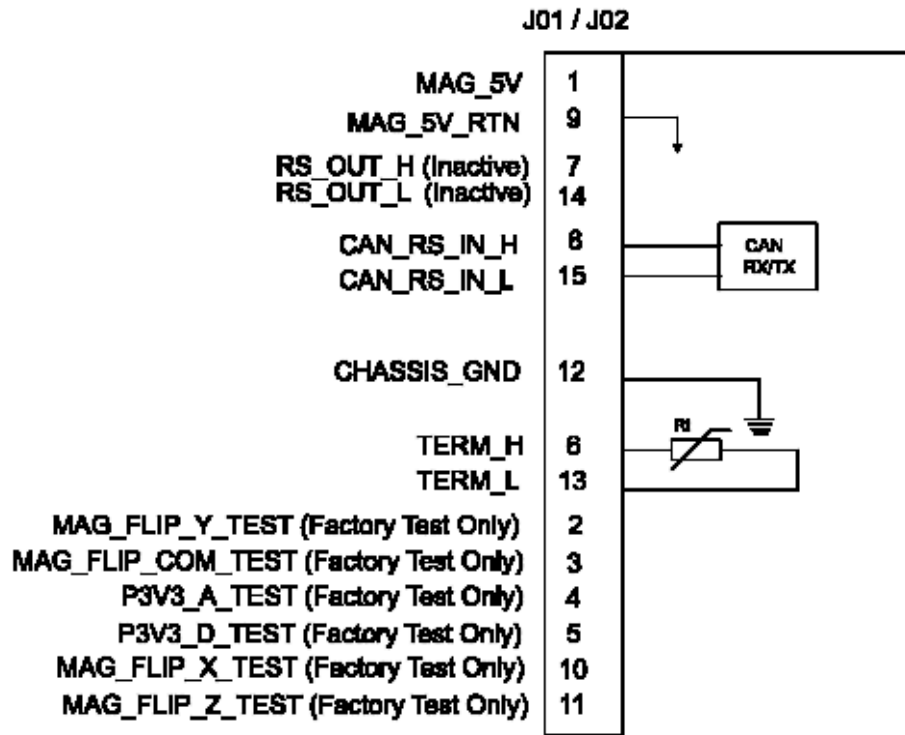 J01 / J02
MAG_5V 1
MAG_5V_RTN 9
RS_OUT_H (Inactive) 7
RS_OUT_L (Inactive) 14
CAN_RS_IN_H 6
CAN_RS_IN_L 15
CAN
RX/TX
CHASSIS_GND 12
RI
TERM_H 6
TERM_L 13
MAG_FLIP_Y_TEST (Factory Test Only) 2
MAG_FLIP_COM_TEST (Factory Test Only) 3
P3V3_A_TEST (Factory Test Only) 4
P3V3_D_TEST (Factory Test Only) 5
MAG_FLIP_X_TEST (Factory Test Only) 10
MAG_FLIP_Z_TEST (Factory Test Only) 11